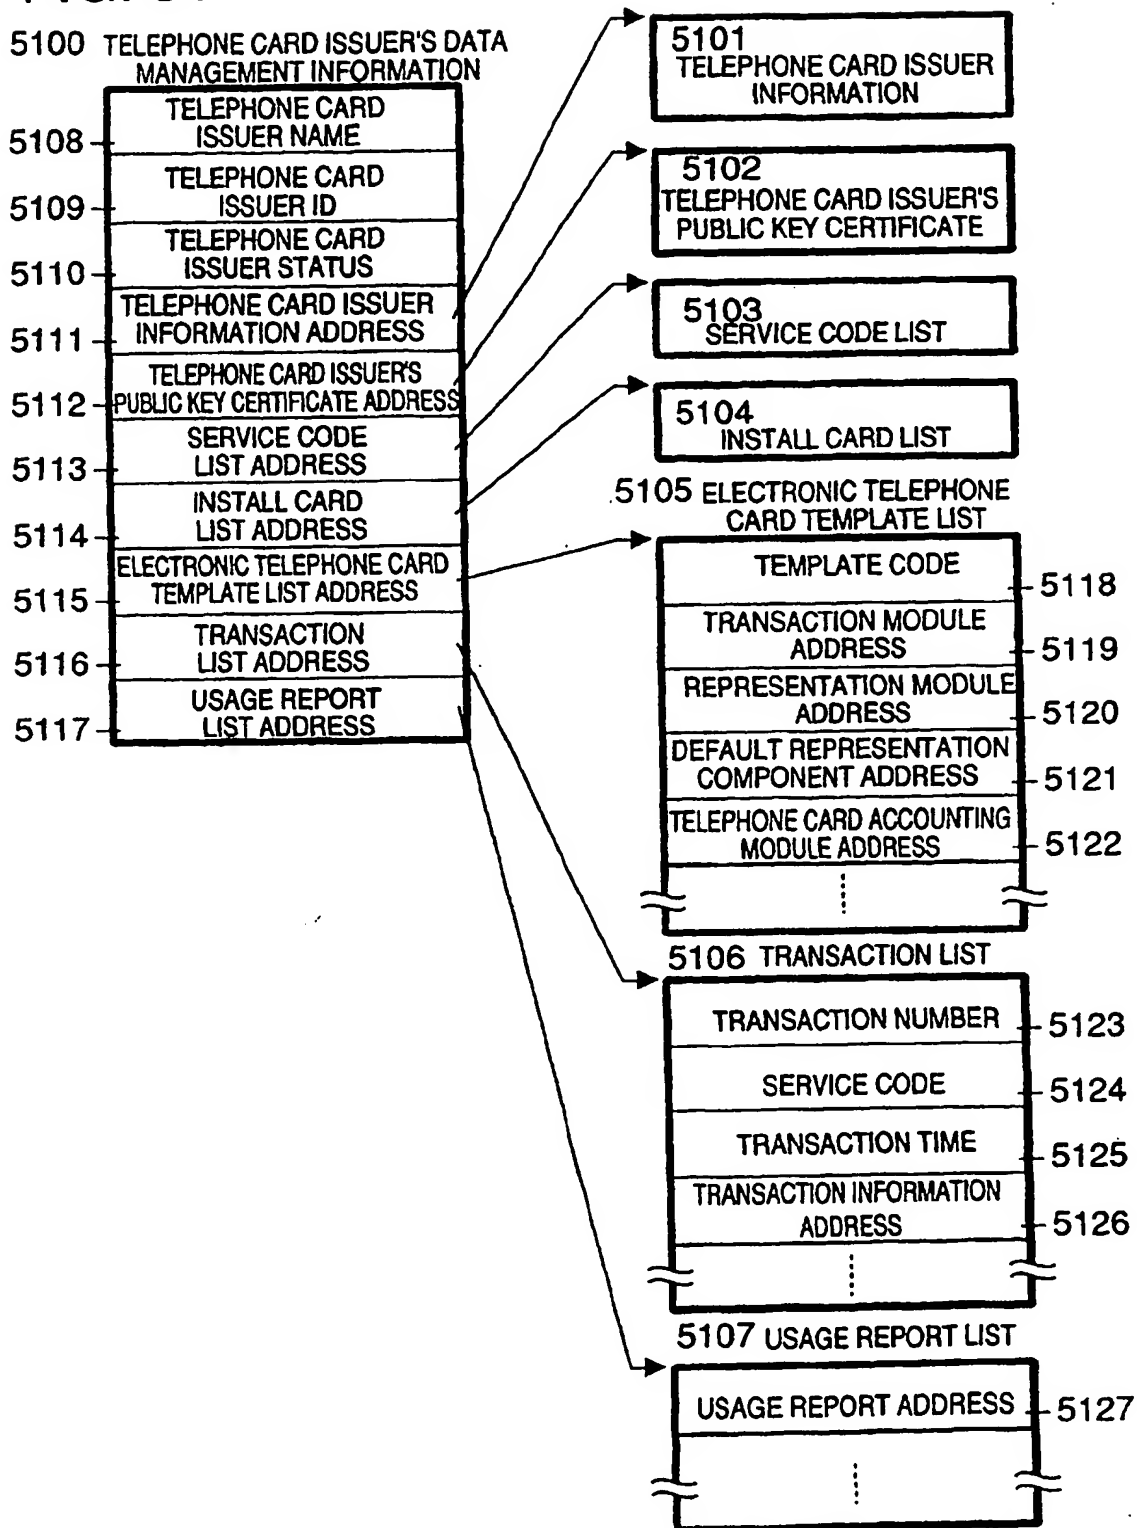 5100 TELEPHONE CARD ISSUER'S DATA
MANAGEMENT INFORMATION
TELEPHONE CARD
ISSUER NAME
5108
TELEPHONE CARD
ISSUER ID
5109
TELEPHONE CARD
ISSUER STATUS
5110
TELEPHONE CARD ISSUER
INFORMATION ADDRESS
5111
TELEPHONE CARD ISSUER'S
PUBLIC KEY CERTIFICATE ADDRESS
5112
SERVICE CODE
LIST ADDRESS
5113
INSTALL CARD
LIST ADDRESS
5114
ELECTRONIC TELEPHONE CARD
TEMPLATE LIST ADDRESS
5115
TRANSACTION
LIST ADDRESS
5116
USAGE REPORT
LIST ADDRESS
5117
5101
TELEPHONE CARD ISSUER
INFORMATION
5102
TELEPHONE CARD ISSUER'S
PUBLIC KEY CERTIFICATE
5103
SERVICE CODE LIST
5104
INSTALL CARD LIST
5105 ELECTRONIC TELEPHONE
CARD TEMPLATE LIST
TEMPLATE CODE
5118
TRANSACTION MODULE
ADDRESS
5119
REPRESENTATION MODULE
ADDRESS
5120
DEFAULT REPRESENTATION
COMPONENT ADDRESS
5121
TELEPHONE CARD ACCOUNTING
MODULE ADDRESS
5122
5106 TRANSACTION LIST
TRANSACTION NUMBER
5123
SERVICE CODE
5124
TRANSACTION TIME
5125
TRANSACTION INFORMATION
ADDRESS
5126
5107 USAGE REPORT LIST
USAGE REPORT ADDRESS
5127